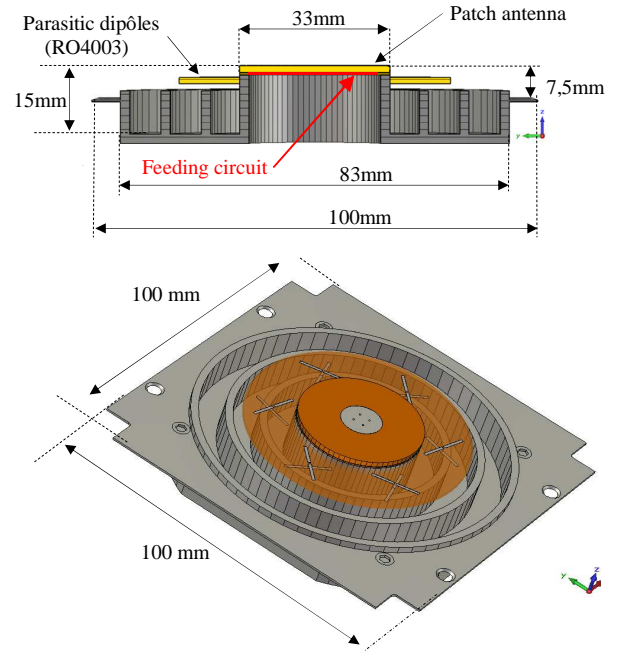 33mm
Patch antenna
Parasitic dipôles
(RO4003)
15mm
7,5mm
z
y
Feeding circuit
83mm
100mm
100 mm
100 mm
y
z